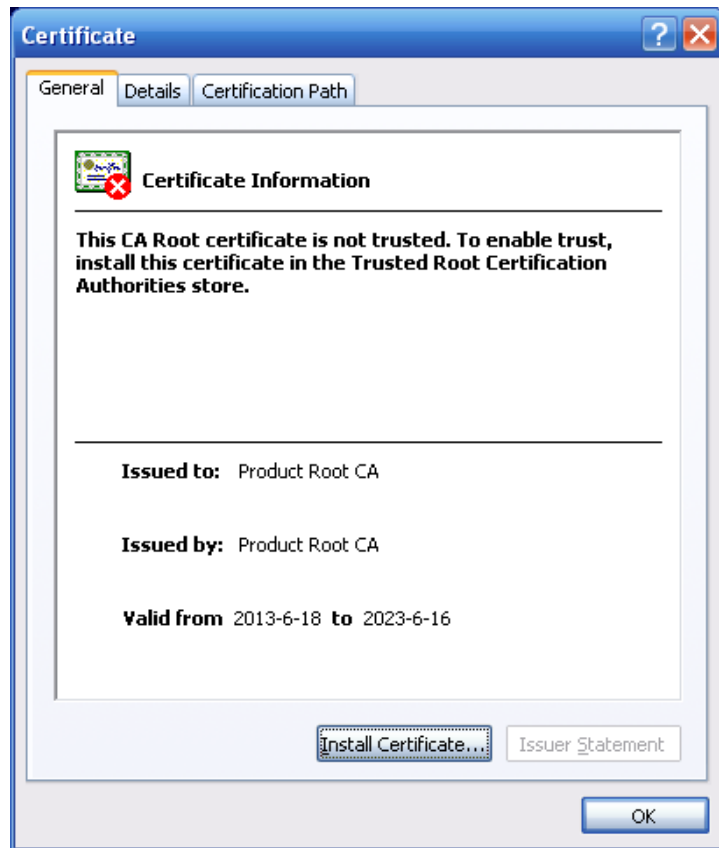 Certificate
General Details Certification Path
Certificate Information
This CA Root certificate is not trusted. To enable trust,
install this certificate in the Trusted Root Certification
Authorities store.
Issued to: Product Root CA
Issued by: Product Root CA
Valid from 2013-6-18 to 2023-6-16
Install Certificate... Issuer Statement
OK